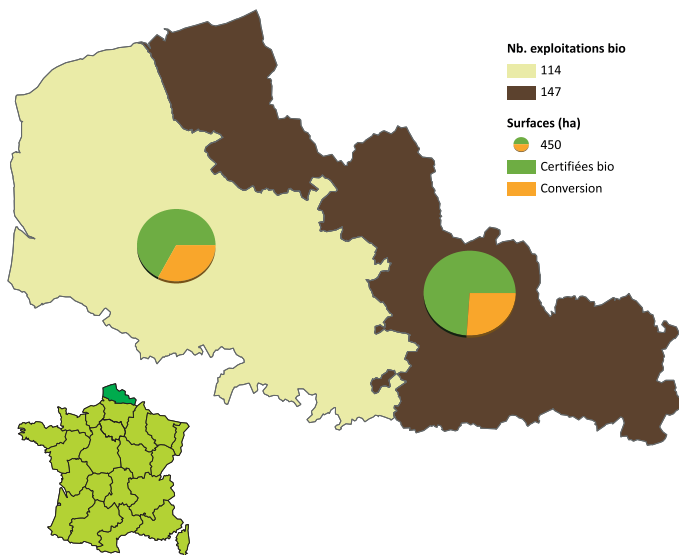 Nb. exploitations bio
114
147
Surfaces (ha)
450
Certifiées bio
Conversion